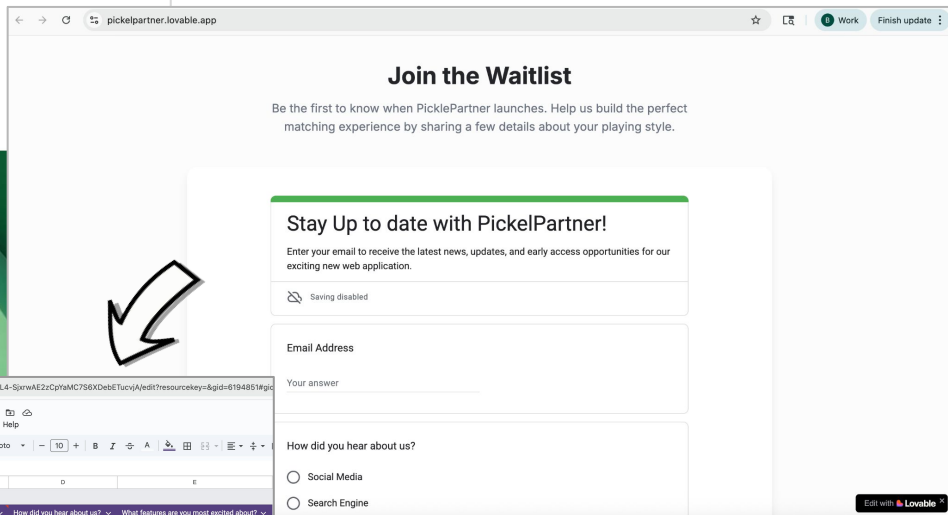 pickelpartner.lovable.app
B Work
Finish update
Join the Waitlist
Be the first to know when PicklePartner launches. Help us build the perfect
matching experience by sharing a few details about your playing style.
Stay Up to date with PickelPartner!
Enter your email to receive the latest news, updates, and early access opportunities for our
exciting new web application.
Saving disabled
Email Address
Your answer
How did you hear about us?
Social Media
Search Engine
Edit with Lovable ×
L4-SjxrwAE2zCpYaMC7S6XDebETucvjA/edit?resourcekey=&gid=6194851#gid
Help
10
B I S A
D E
How did you hear about us? What features are you most excited about?